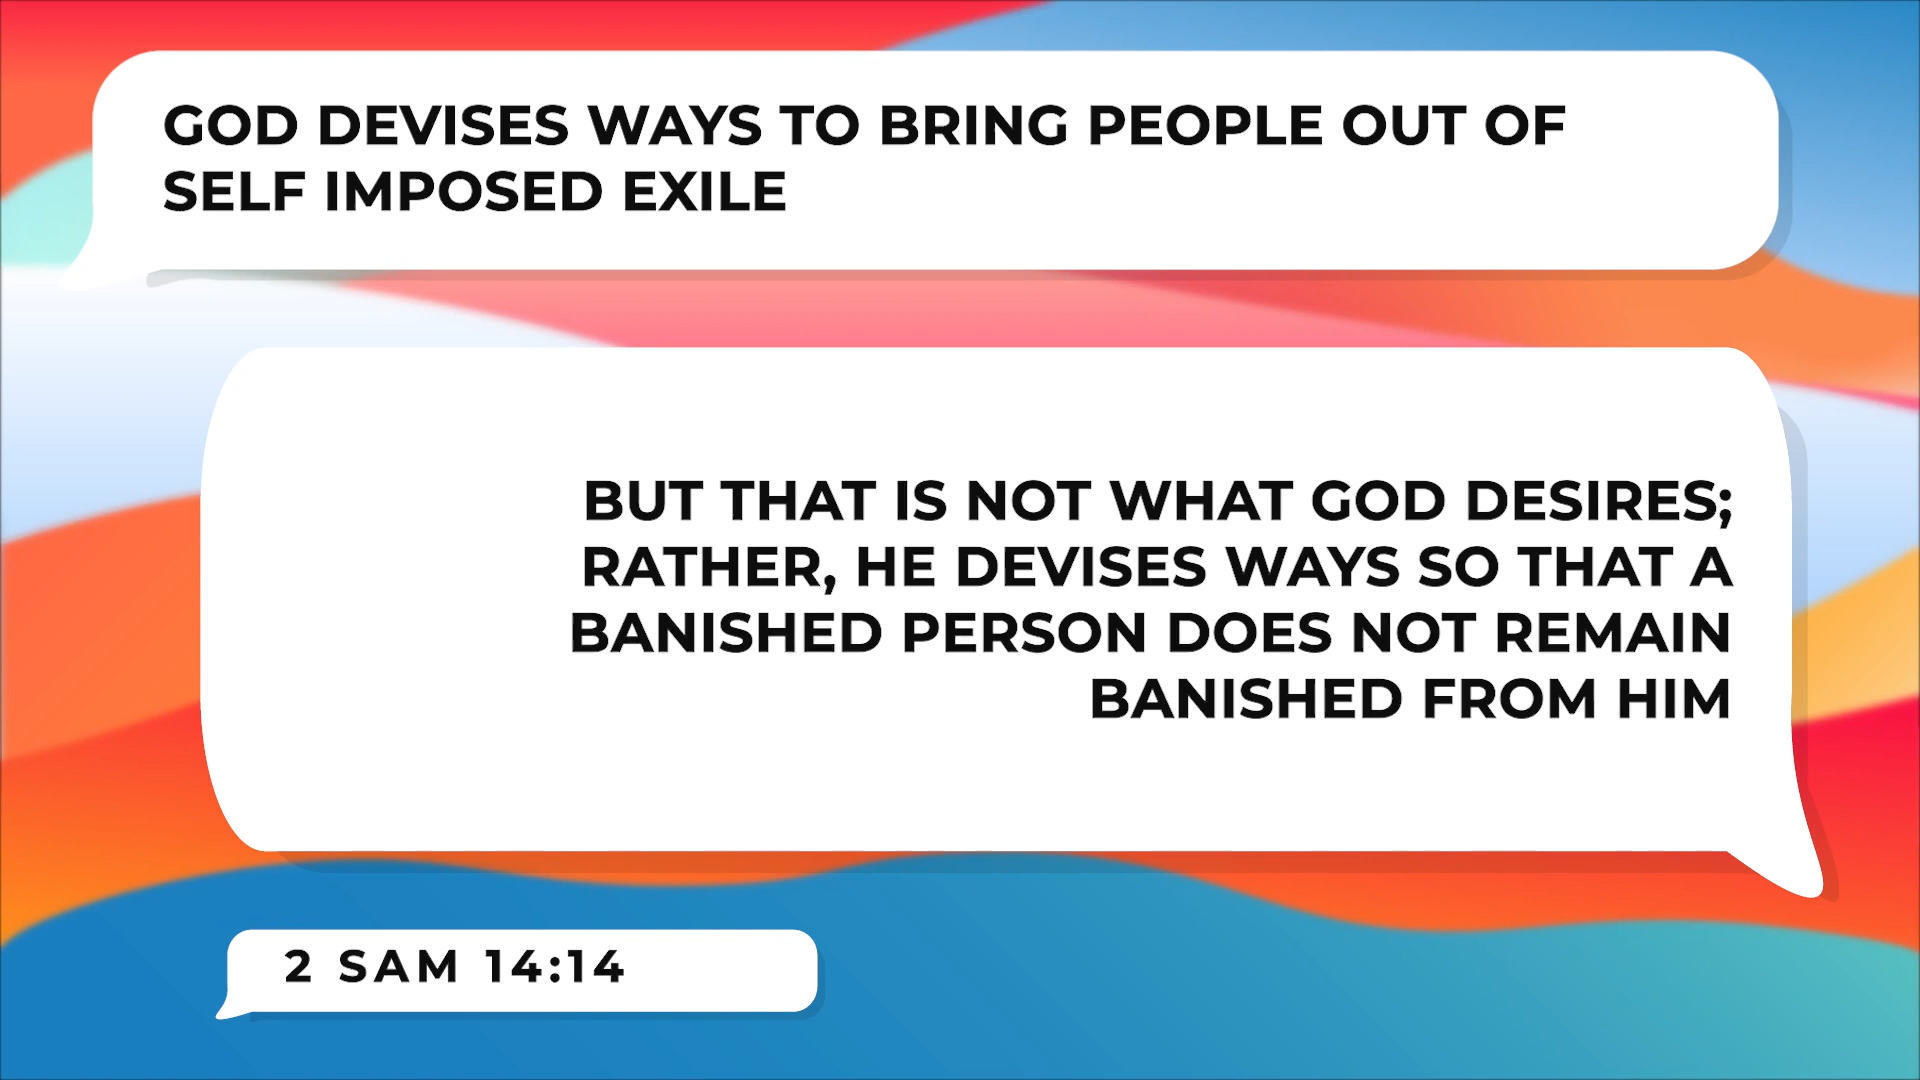 GOD DEVISES WAYS TO BRING PEOPLE OUT OF
SELF IMPOSED EXILE
BUT THAT IS NOT WHAT GOD DESIRES;
RATHER, HE DEVISES WAYS SO THAT A
BANISHED PERSON DOES NOT REMAIN
BANISHED FROM HIM
2 SAM 14:14